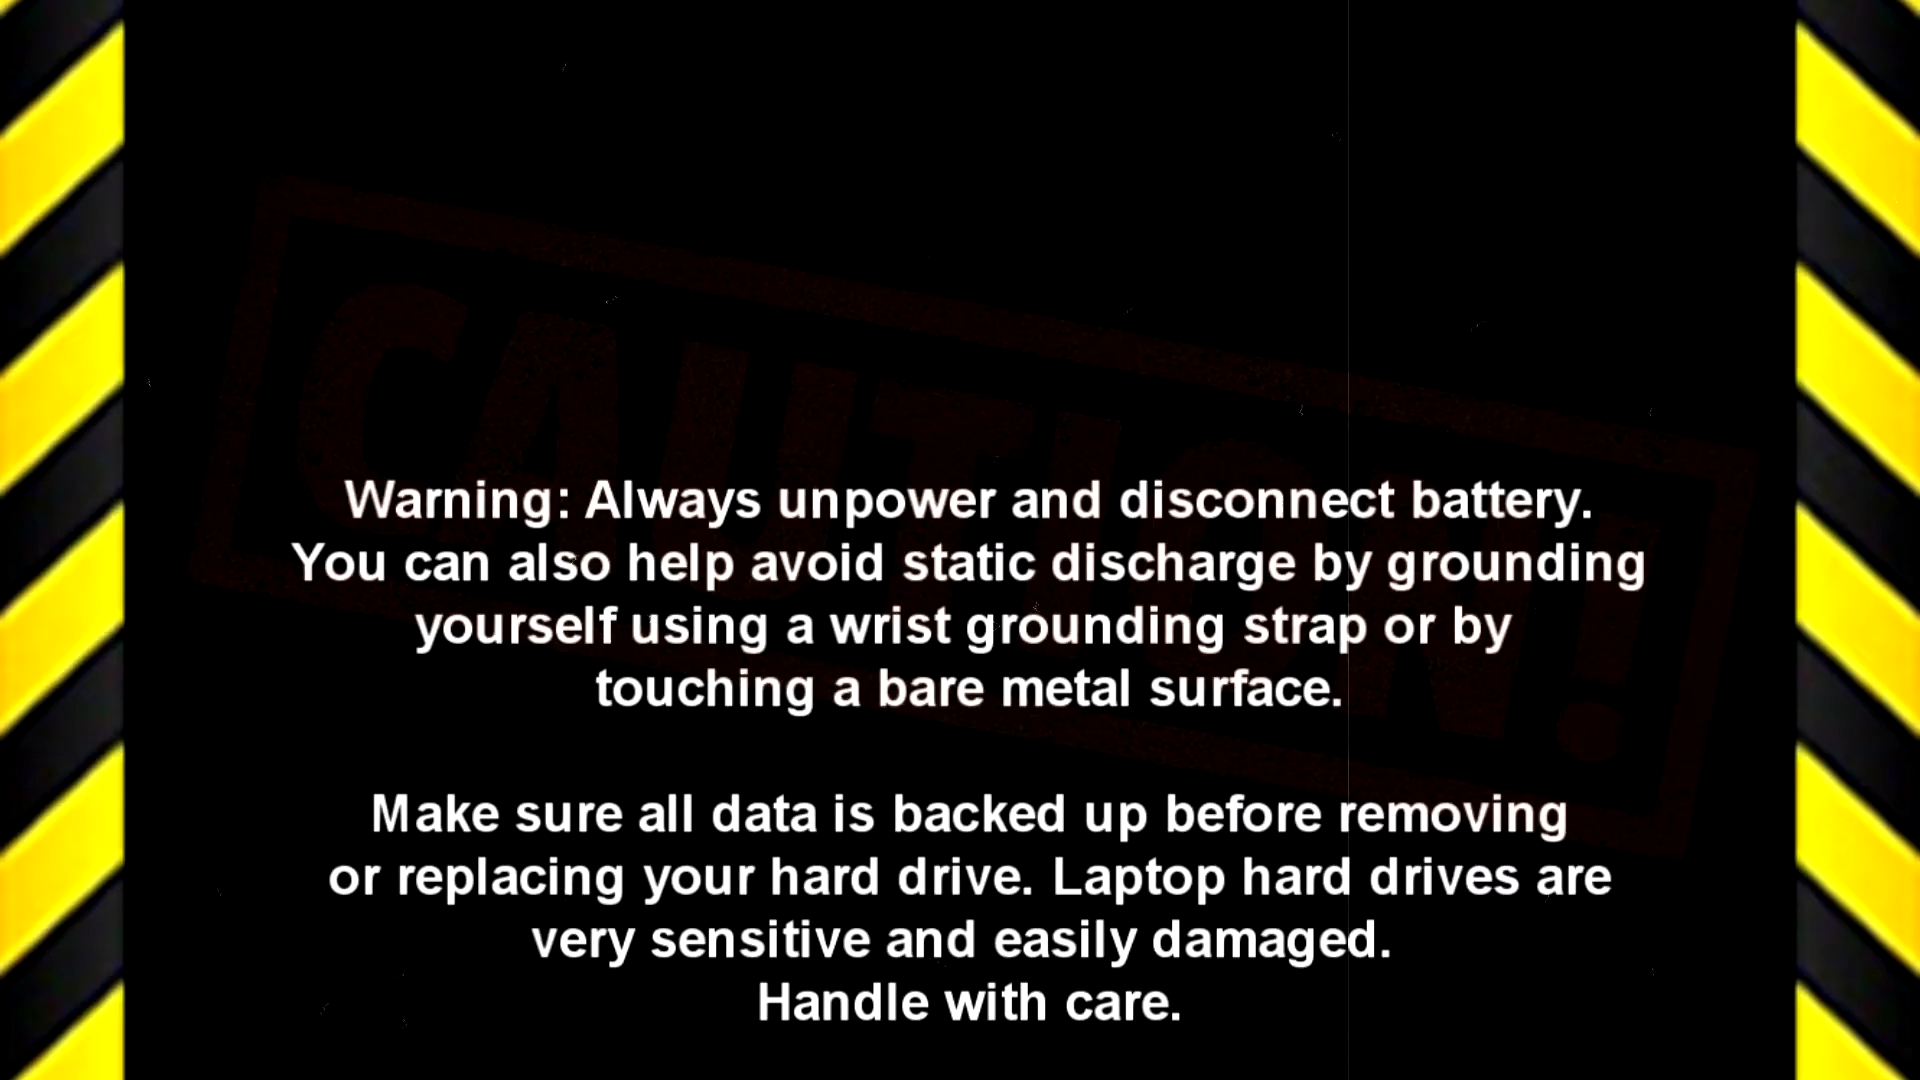 CAUTION!
Warning: Always unpower and disconnect battery.
You can also help avoid static discharge by grounding
yourself using a wrist grounding strap or by
touching a bare metal surface.
Make sure all data is backed up before removing
or replacing your hard drive. Laptop hard drives are
very sensitive and easily damaged.
Handle with care.